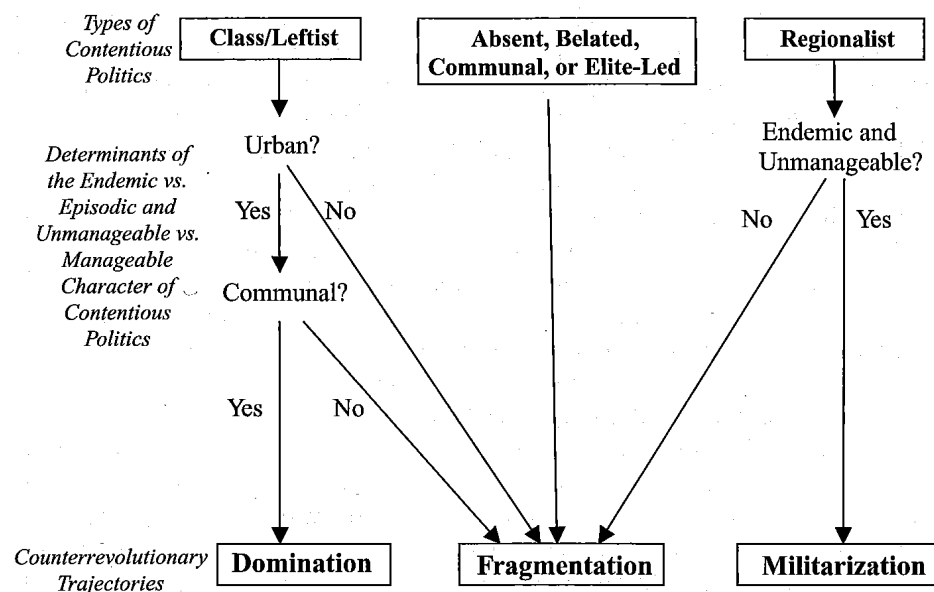 Types of
Contentious
Politics
Class/Leftist
Absent, Belated,
Communal, or Elite-Led
Regionalist
Determinants of
the Endemic vs.
Episodic and
Unmanageable vs.
Manageable
Character of
Contentious
Politics
Urban?
Yes
No
Communal?
Yes
No
Endemic and
Unmanageable?
No
Yes
Counterrevolutionary
Trajectories
Domination
Fragmentation
Militarization